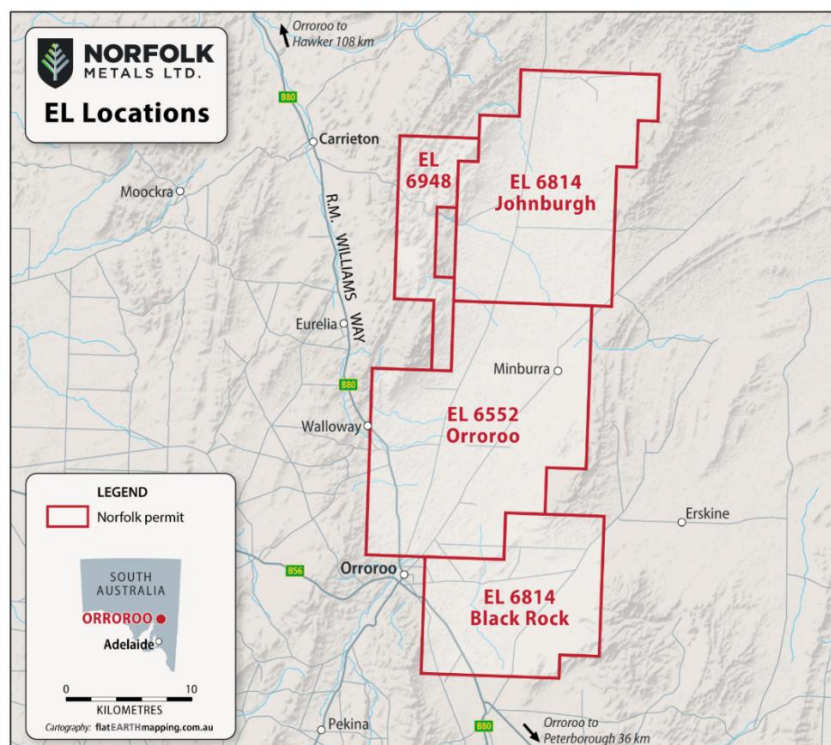 NORFOLK
METALS LTD.
EL Locations
Orroroo to
Hawker 108 km
B80
Carrieton
Moockra
EL
6948
EL 6814
Johnburgh
R.M. WILLIAMS WAY
Eurelia
B80
Minburra
Walloway
EL 6552
Orroroo
Erskine
B56
Orroroo
EL 6814
Black Rock
LEGEND
Norfolk permit
SOUTH
AUSTRALIA
ORROROO
Adelaide
0 10
KILOMETRES
Cartography: flatEARTHmapping.com.au
Pekina
B80
Orroroo to
Peterborough 36 km